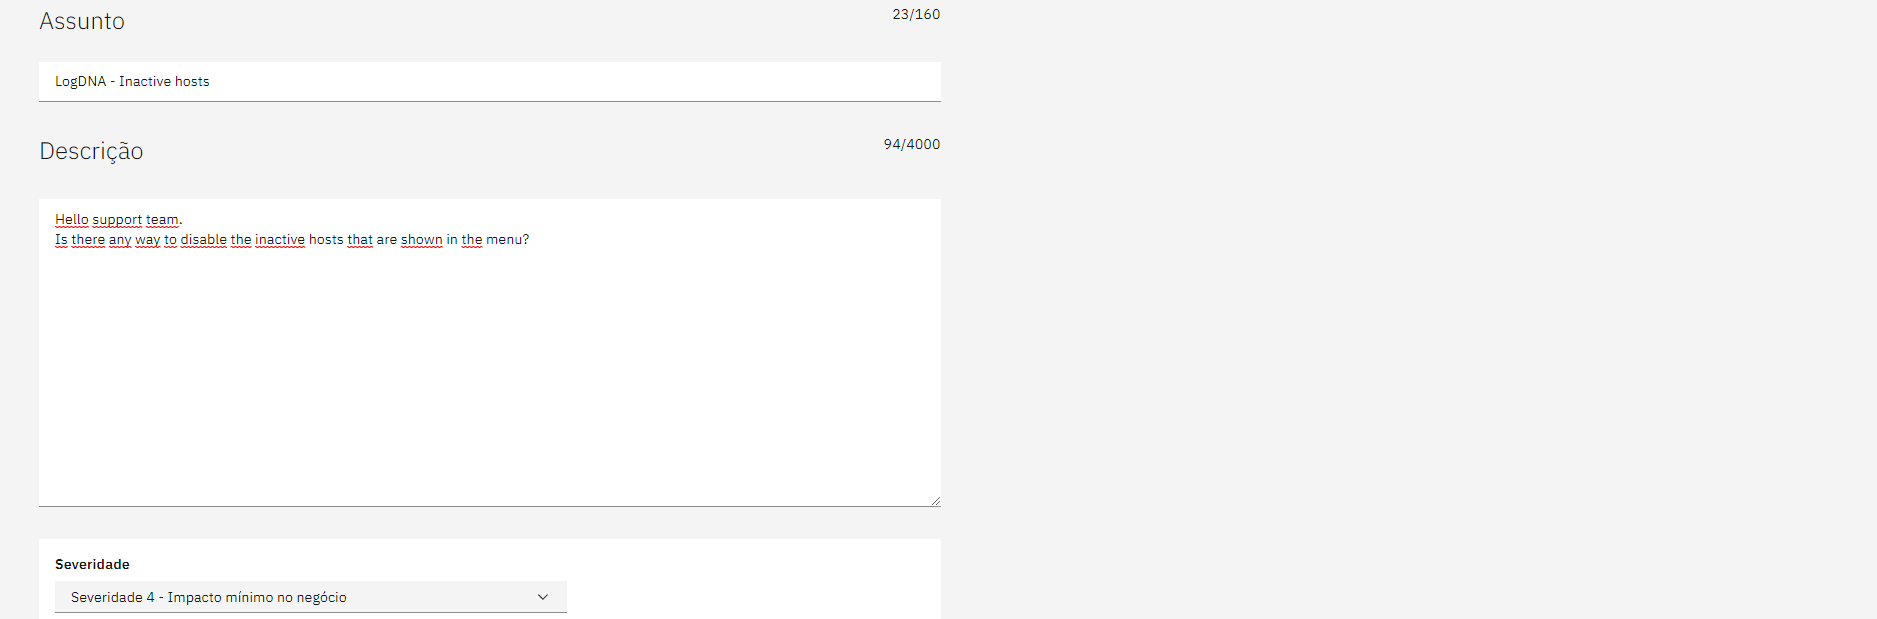 Assunto
23/160
LogDNA - Inactive hosts
Descrição
94/4000
Hello support team.
Is there any way to disable the inactive hosts that are shown in the menu?
Severidade
Severidade 4 - Impacto mínimo no negócio